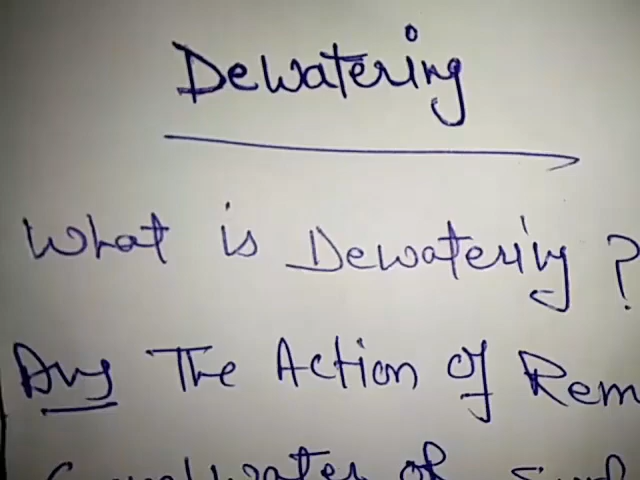 Dewatering
What is Dewatering ?
Ans The Action of Rem